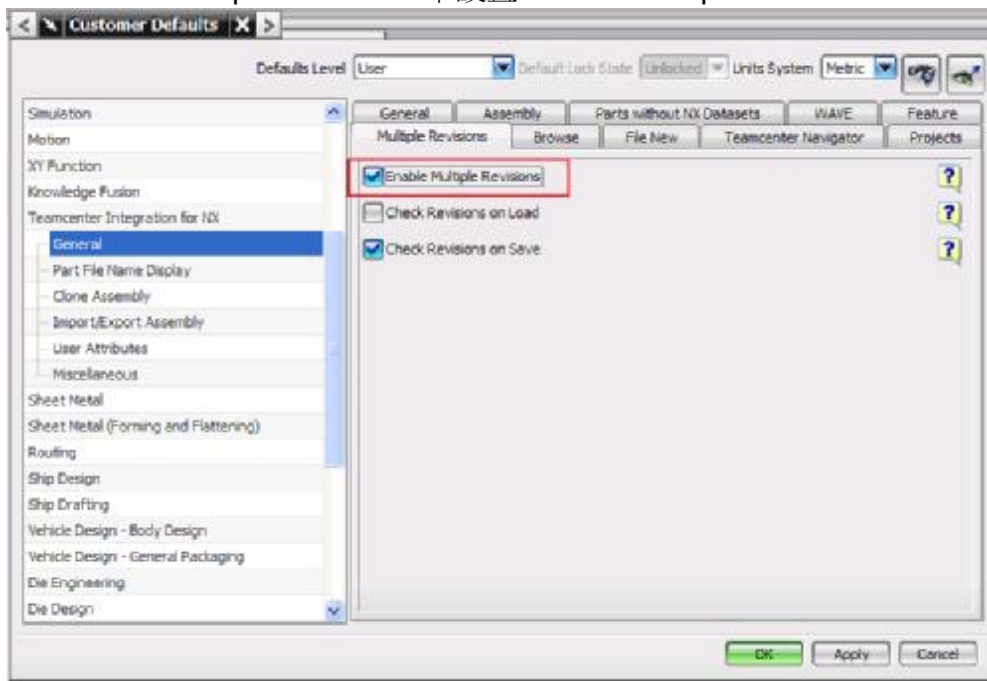 Customer Defaults
Defaults Level User Default Lock State Unlocked Units System Metric
Simulation
Motion
XY Function
Knowledge Fusion
Teamcenter Integration for NX
General
Part File Name Display
Clone Assembly
Import/Export Assembly
User Attributes
Miscellaneous
Sheet Metal
Sheet Metal (Forming and Flattening)
Routing
Ship Design
Ship Drafting
Vehicle Design - Body Design
Vehicle Design - General Packaging
Die Engineering
Die Design
General Assembly Parts without NX Datasets WAVE Feature
Multiple Revisions Browse File New Teamcenter Navigator Projects
Enable Multiple Revisions
Check Revisions on Load
Check Revisions on Save
OK Apply Cancel